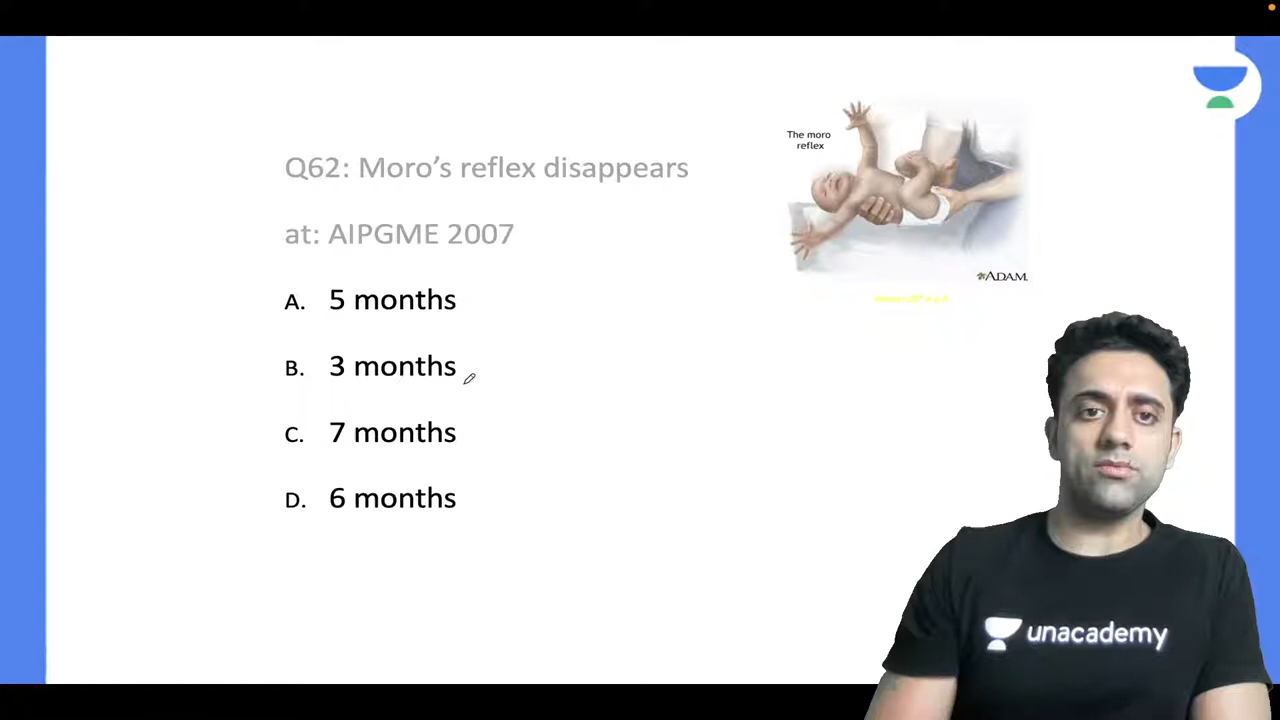 Q62: Moro’s reflex disappears
at: AIPGME 2007
A. 5 months
B. 3 months
C. 7 months
D. 6 months
The moro
reflex
ADAM.
unacademy